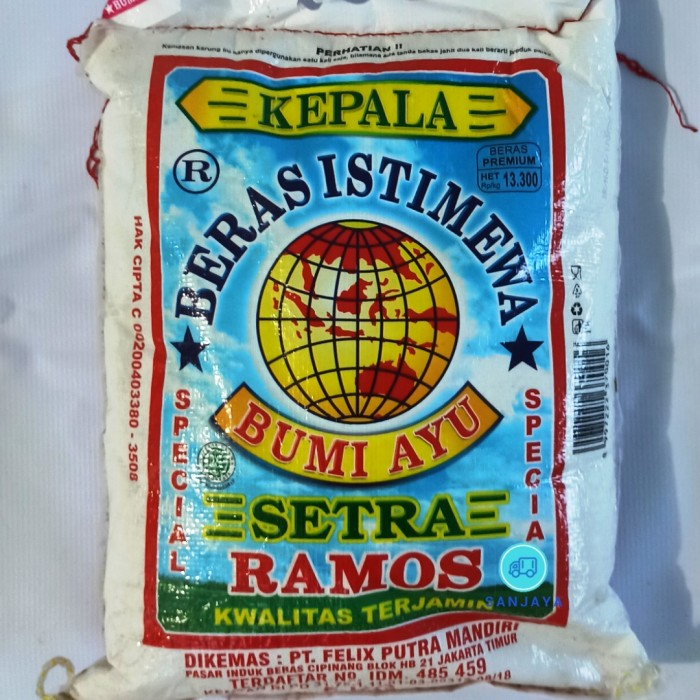 PERHATIAN !!
KEPALA
R
BERAS
PREMIUM
HET
Rp/kg 13.300
BERAS ISTIMEWA
HAK CIPTA C 00200403380 - 3508
BUMI AYU
SPECIAL
SPECIA
SETRA
RAMOS
SANJAYA
KWALITAS TERJAMIN
DIKEMAS : PT. FELIX PUTRA MANDIRI
PASAR INDUK BERAS CIPINANG BLOK HB 21 JAKARTA TIMUR
TERDAFTAR No. IDM. 485 459